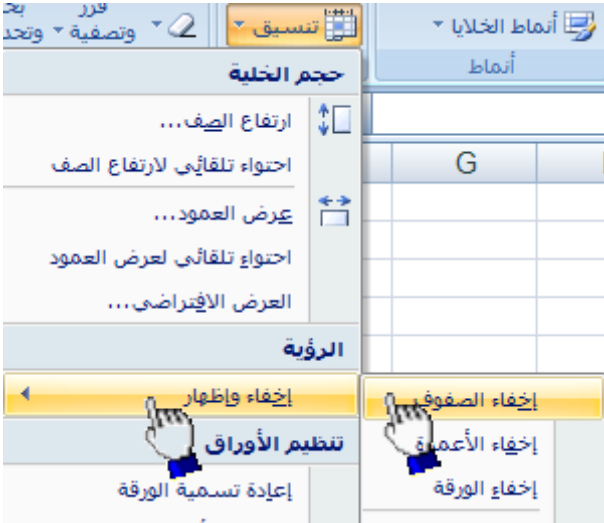 أنماط الخلايا
تنسيق
فرز
وتصفية
أنماط
حجم الخلية
ارتفاع الصف...
احتواء تلقائي لارتفاع الصف
G
عرض العمود...
احتواء تلقائي لعرض العمود
العرض الافتراضي...
الرؤية
إخفاء وإظهار
إخفاء الصفوف
تنظيم الأوراق
إخفاء الأعمدة
إعادة تسمية الورقة
إخفاء الورقة